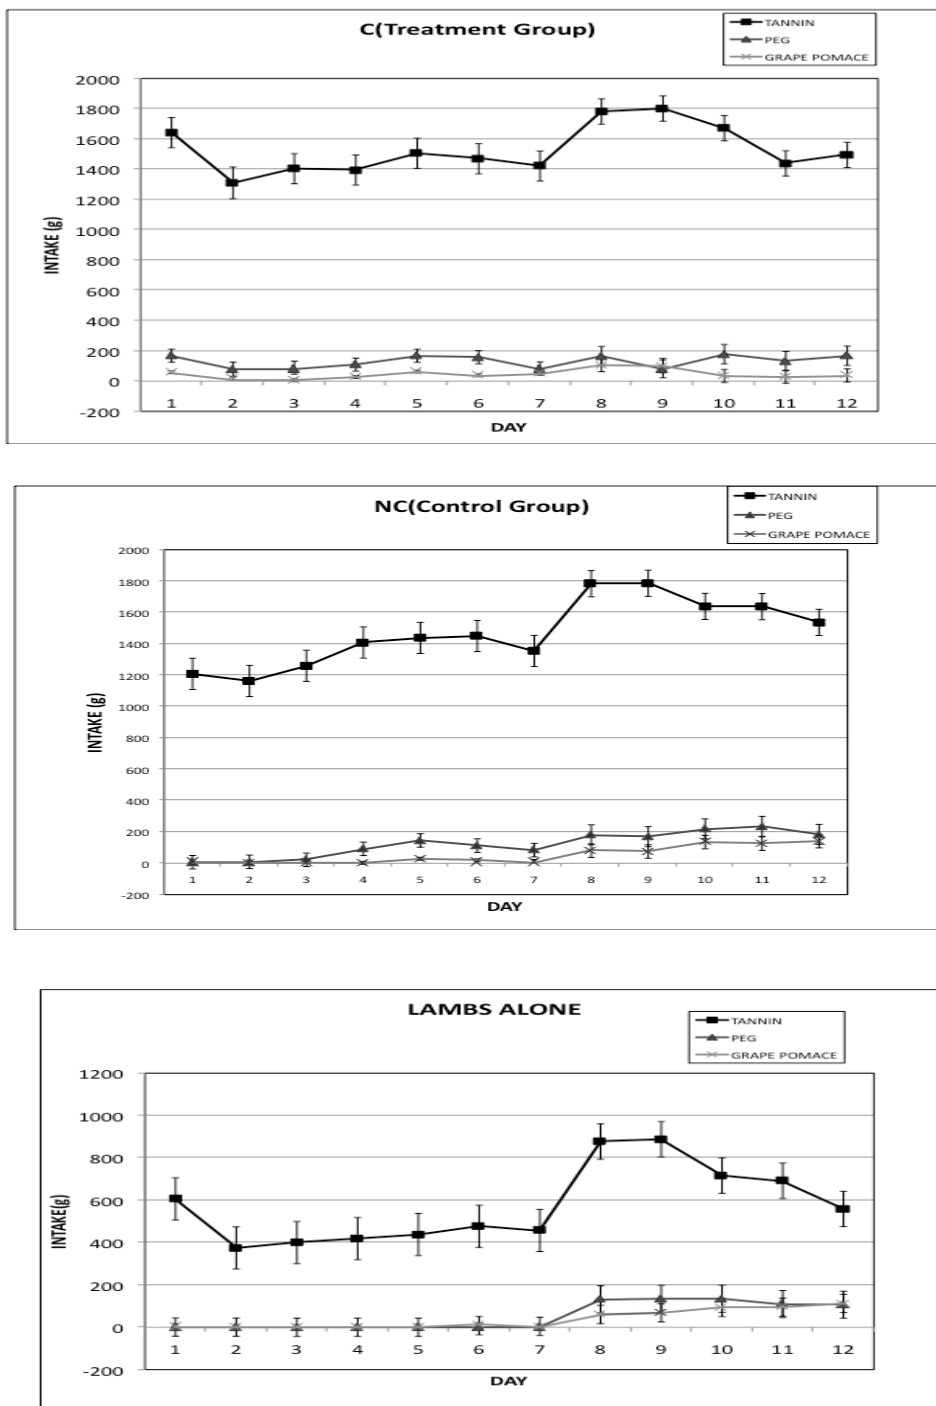 C(Treatment Group)
TANNIN
PEG
GRAPE POMACE
2000
1800
1600
1400
1200
1000
800
600
400
200
0
-200
INTAKE (g)
1 2 3 4 5 6 7 8 9 10 11 12
DAY
NC(Control Group)
TANNIN
PEG
GRAPE POMACE
2000
1800
1600
1400
1200
1000
800
600
400
200
0
-200
INTAKE (g)
1 2 3 4 5 6 7 8 9 10 11 12
DAY
LAMBS ALONE
TANNIN
PEG
GRAPE POMACE
1200
1000
800
600
400
200
0
-200
INTAKE(g)
1 2 3 4 5 6 7 8 9 10 11 12
DAY